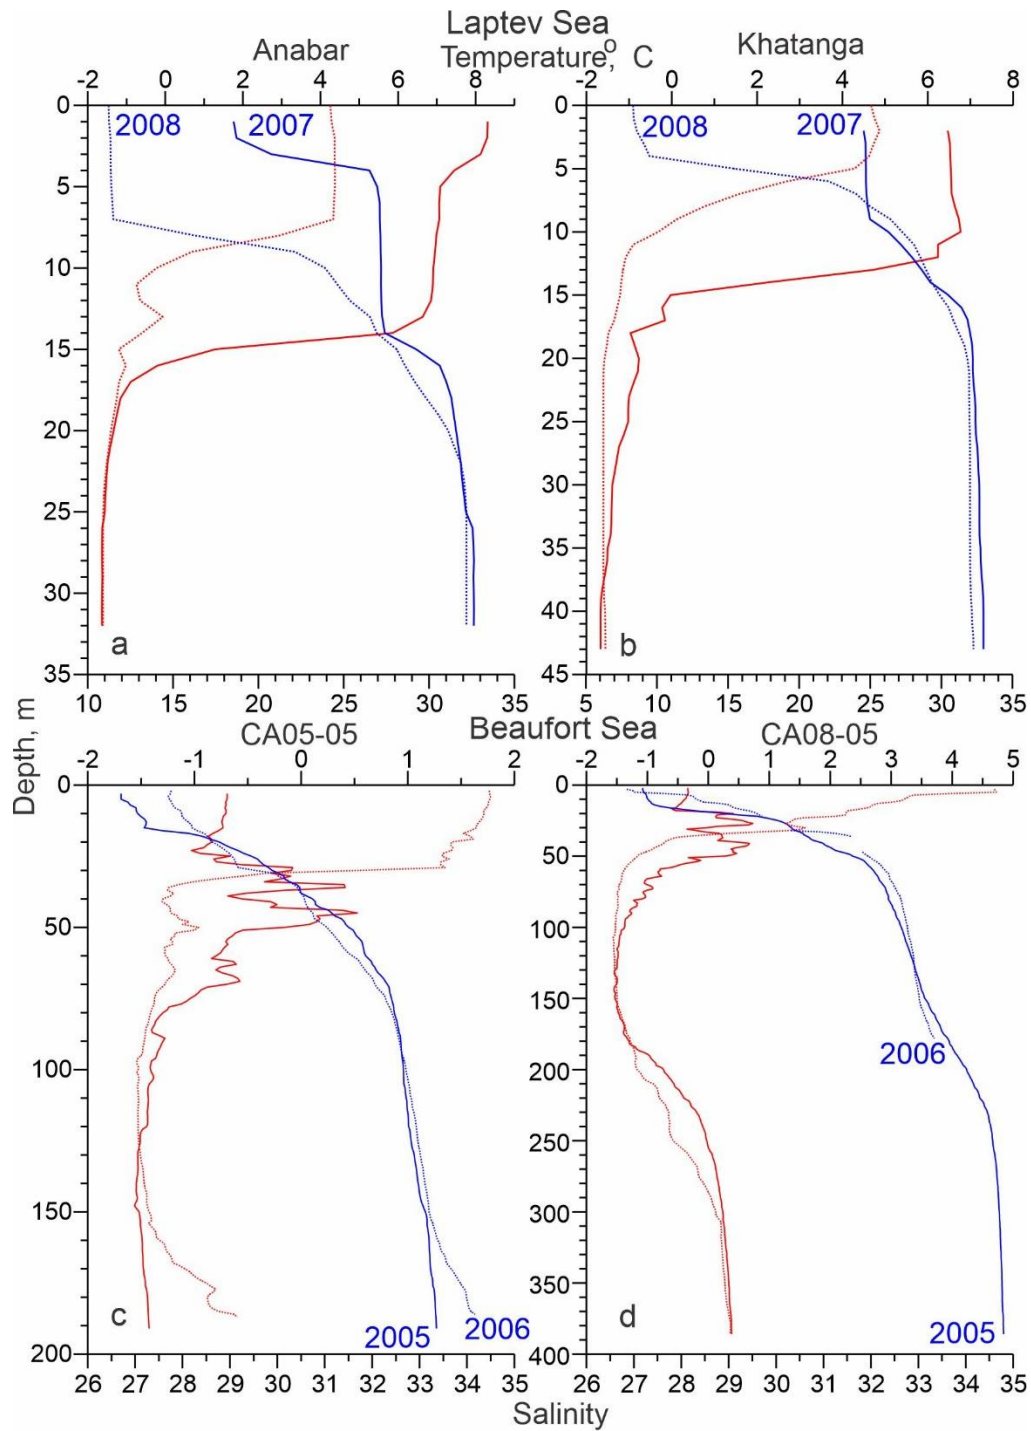 Laptev Sea
Anabar Temperature, °C Khatanga
-2 0 2 4 6 8
-2 0 2 4 6 8
0 2008 2007
5
10
15
20
25
30
35
a
10 15 20 25 30 35
0 2008 2007
5
10
15
20
25
30
35
40
45
b
5 10 15 20 25 30 35
Depth, m
Beaufort Sea
CA05-05 CA08-05
-2 -1 0 1 2
-2 -1 0 1 2 3 4 5
0
50
100
150
200
c
2005 2006
26 27 28 29 30 31 32 33 34 35
0
50
100
150
200
250
300
350
400
2006
d
2005
26 27 28 29 30 31 32 33 34 35
Salinity